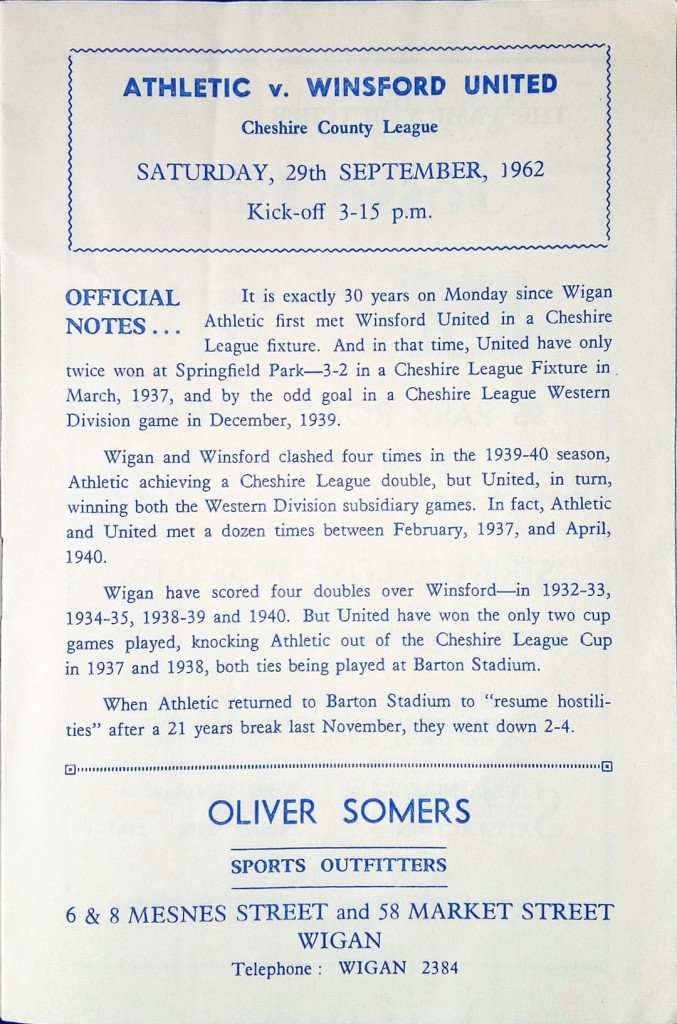 ATHLETIC v. WINSFORD UNITED
Cheshire County League
SATURDAY, 29th SEPTEMBER, 1962
Kick-off 3-15 p.m.
OFFICIAL
NOTES...
It is exactly 30 years on Monday since Wigan
Athletic first met Winsford United in a Cheshire
League fixture. And in that time, United have only
twice won at Springfield Park—3-2 in a Cheshire League Fixture in
March, 1937, and by the odd goal in a Cheshire League Western
Division game in December, 1939.
Wigan and Winsford clashed four times in the 1939-40 season,
Athletic achieving a Cheshire League double, but United, in turn,
winning both the Western Division subsidiary games. In fact, Athletic
and United met a dozen times between February, 1937, and April,
1940.
Wigan have scored four doubles over Winsford—in 1932-33,
1934-35, 1938-39 and 1940. But United have won the only two cup
games played, knocking Athletic out of the Cheshire League Cup
in 1937 and 1938, both ties being played at Barton Stadium.
When Athletic returned to Barton Stadium to "resume hostili-
ties" after a 21 years break last November, they went down 2-4.
OLIVER SOMERS
SPORTS OUTFITTERS
6 & 8 MESNES STREET and 58 MARKET STREET
WIGAN
Telephone : WIGAN 2384